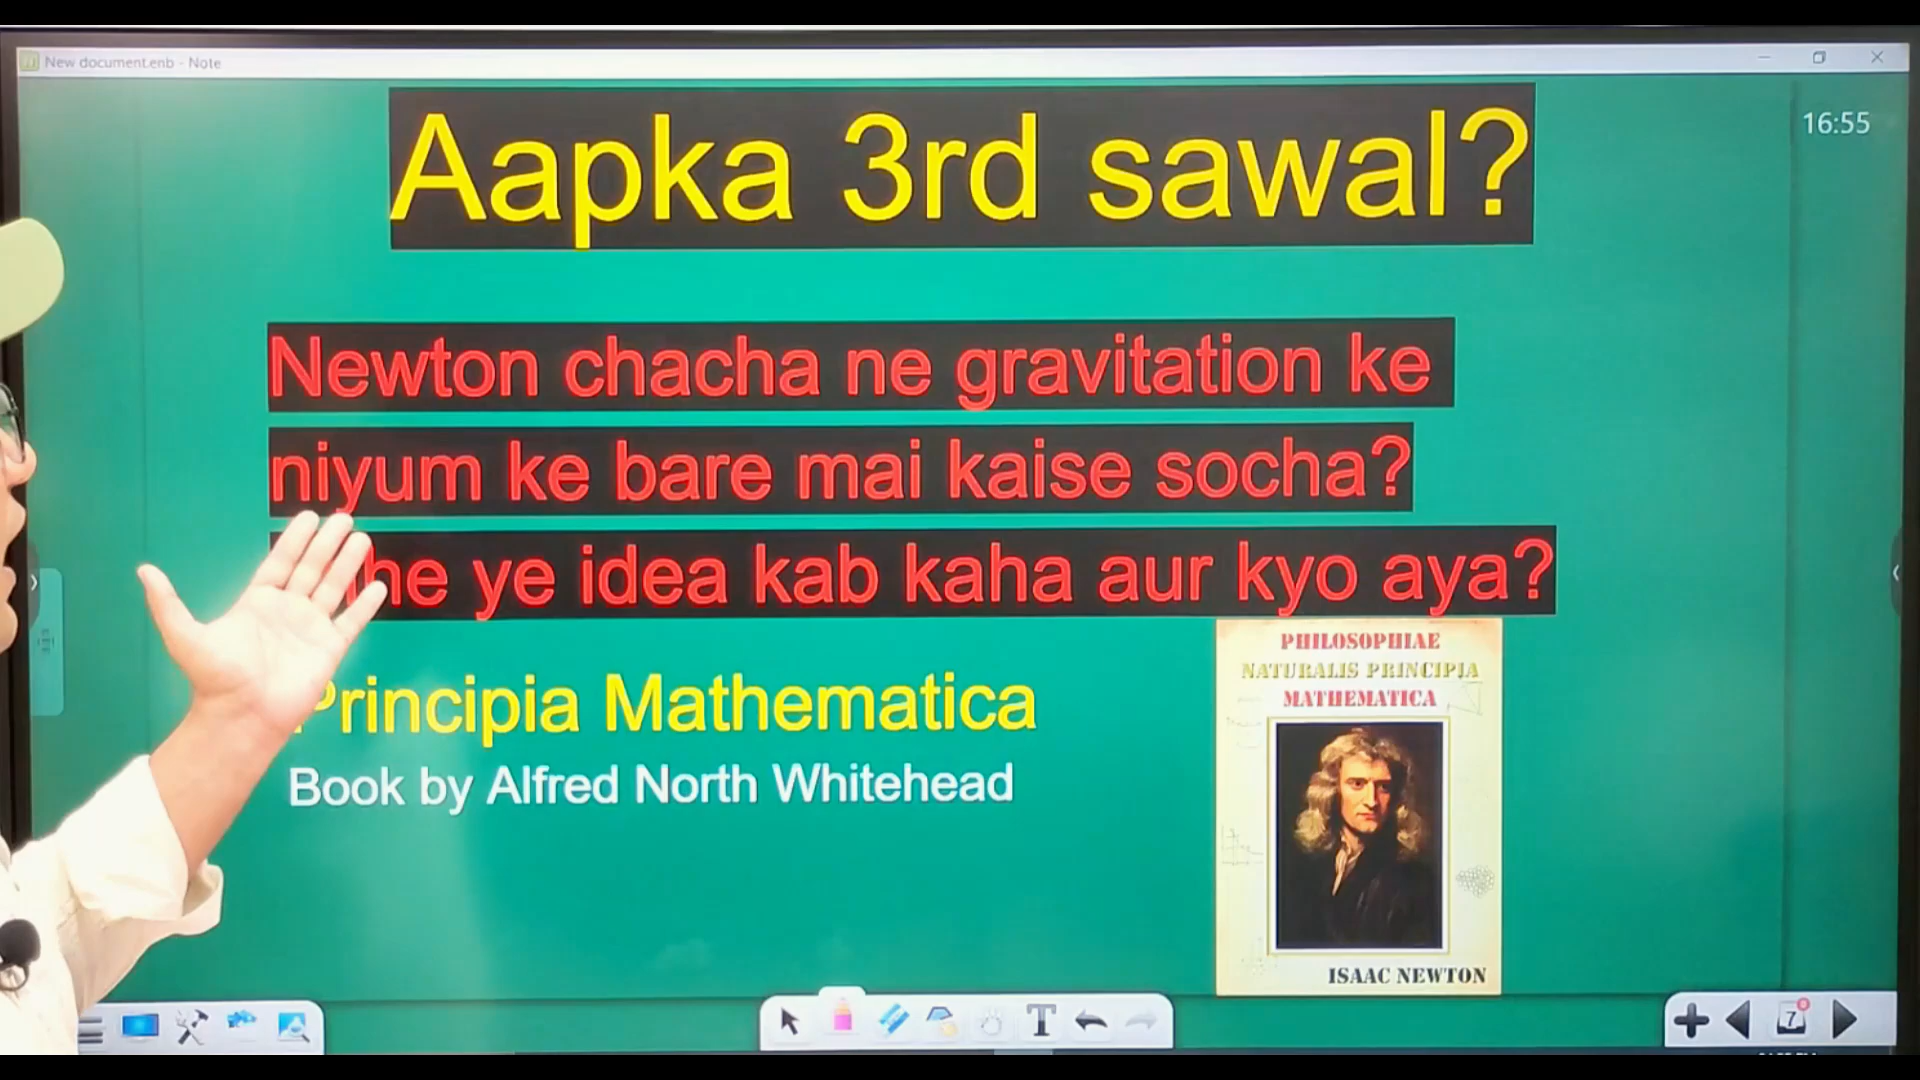 New document.enb - Note
16:55
Aapka 3rd sawal?
Newton chacha ne gravitation ke
niyum ke bare mai kaise socha?
ye idea kab kaha aur kyo aya?
Principia Mathematica
Book by Alfred North Whitehead
PHILOSOPHIAE
NATURALIS PRINCIPIA
MATHEMATICA
ISAAC NEWTON
T
7